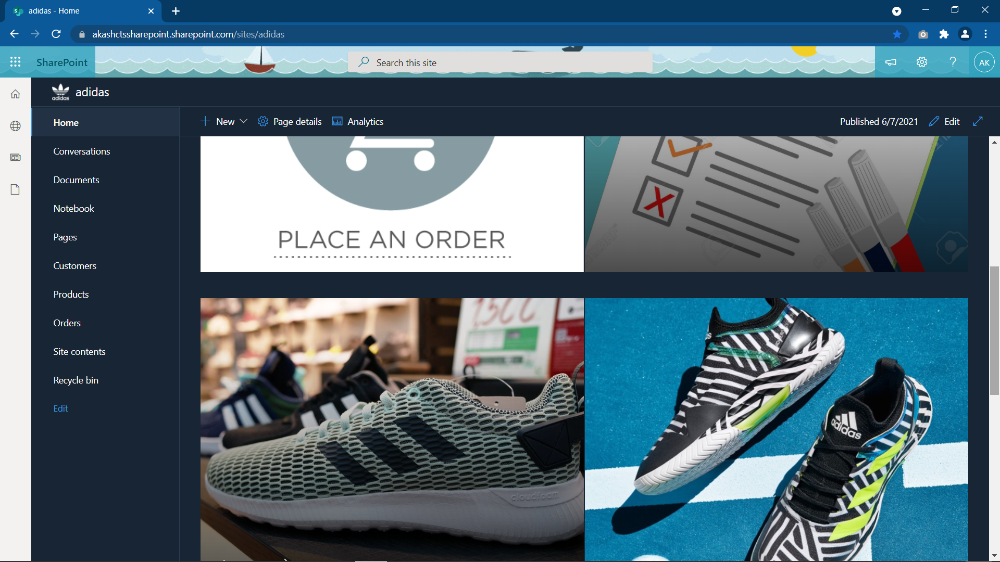 adidas - Home
akashctssharepoint.sharepoint.com/sites/adidas
SharePoint
Search this site
AK
adidas
adidas
Home
Conversations
Documents
Notebook
Pages
Customers
Products
Orders
Site contents
Recycle bin
Edit
New
Page details
Analytics
Published 6/7/2021
Edit
PLACE AN ORDER
cloudfoam
adidas